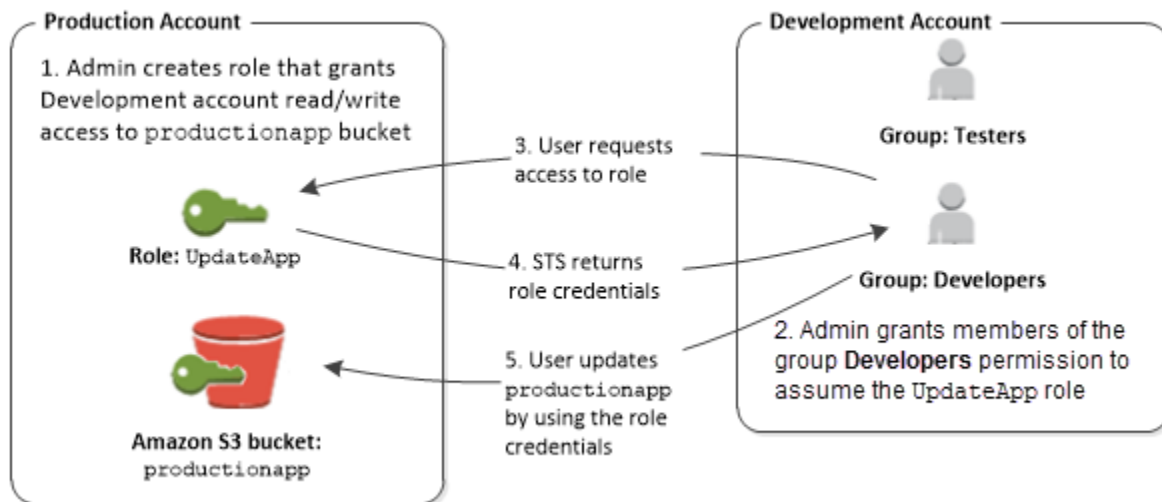 Production Account
1. Admin creates role that grants
Development account read/write
access to productionapp bucket
Role: UpdateApp
Amazon S3 bucket:
productionapp
3. User requests
access to role
4. STS returns
role credentials
5. User updates
productionapp
by using the role
credentials
Development Account
Group: Testers
Group: Developers
2. Admin grants members of the
group Developers permission to
assume the UpdateApp role